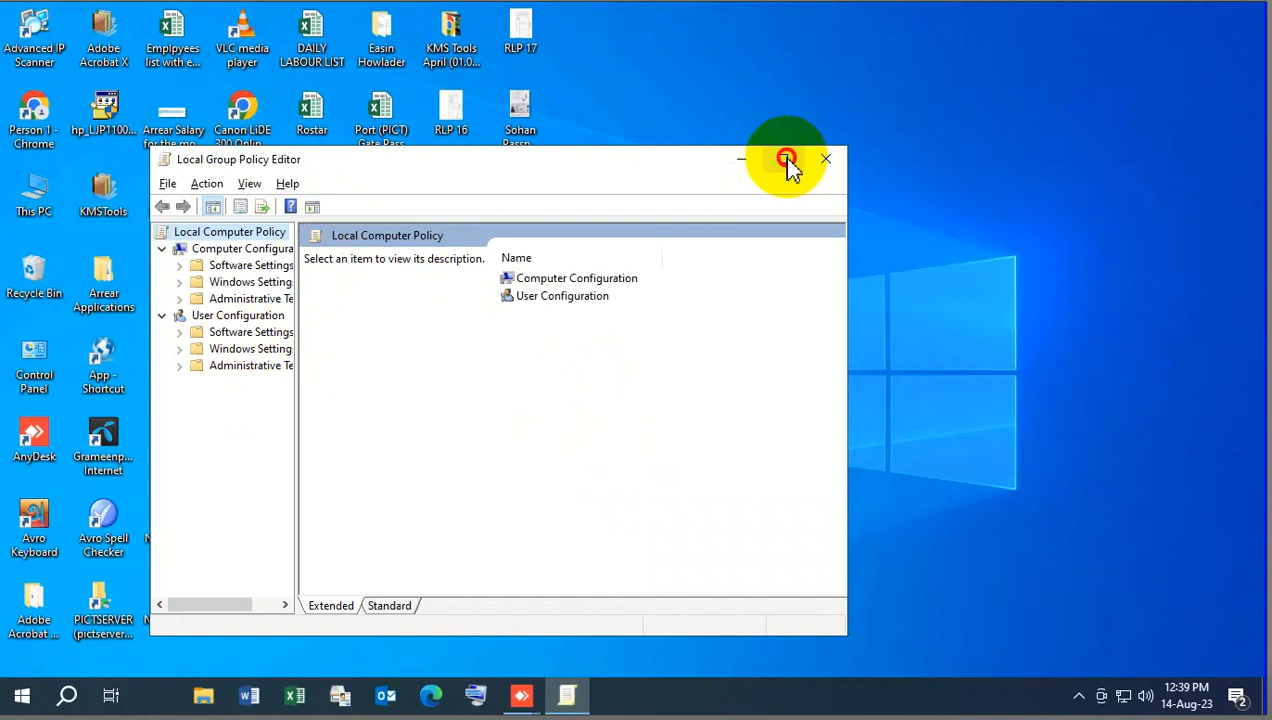 Advanced IP
Scanner
Adobe
Acrobat X
Emplpyees
list with e...
VLC media
player
DAILY
LABOUR LIST
Easin
Howlader
KMS Tools
April (01.0...
RLP 17
Person 1 -
Chrome
hp_LJP1100...
Arrear Salary
for the mo...
Canon LiDE
300 Onlin...
Rostar
Port (PICT)
Gate Pass
RLP 16
Sohan
Passp...
Local Group Policy Editor
File Action View Help
This PC
KMSTools
Recycle Bin
Arrear
Applications
Control
Panel
App -
Shortcut
AnyDesk
Grameenp...
Internet
Avro
Keyboard
Avro Spell
Checker
Adobe
Acrobat ...
PICTSERVER
(pictserver...
Local Computer Policy
Computer Configura
Software Settings
Windows Setting
Administrative Te
User Configuration
Software Settings
Windows Setting
Administrative Te
Local Computer Policy
Select an item to view its description.
Name
Computer Configuration
User Configuration
Extended Standard
12:39 PM
14-Aug-23
2